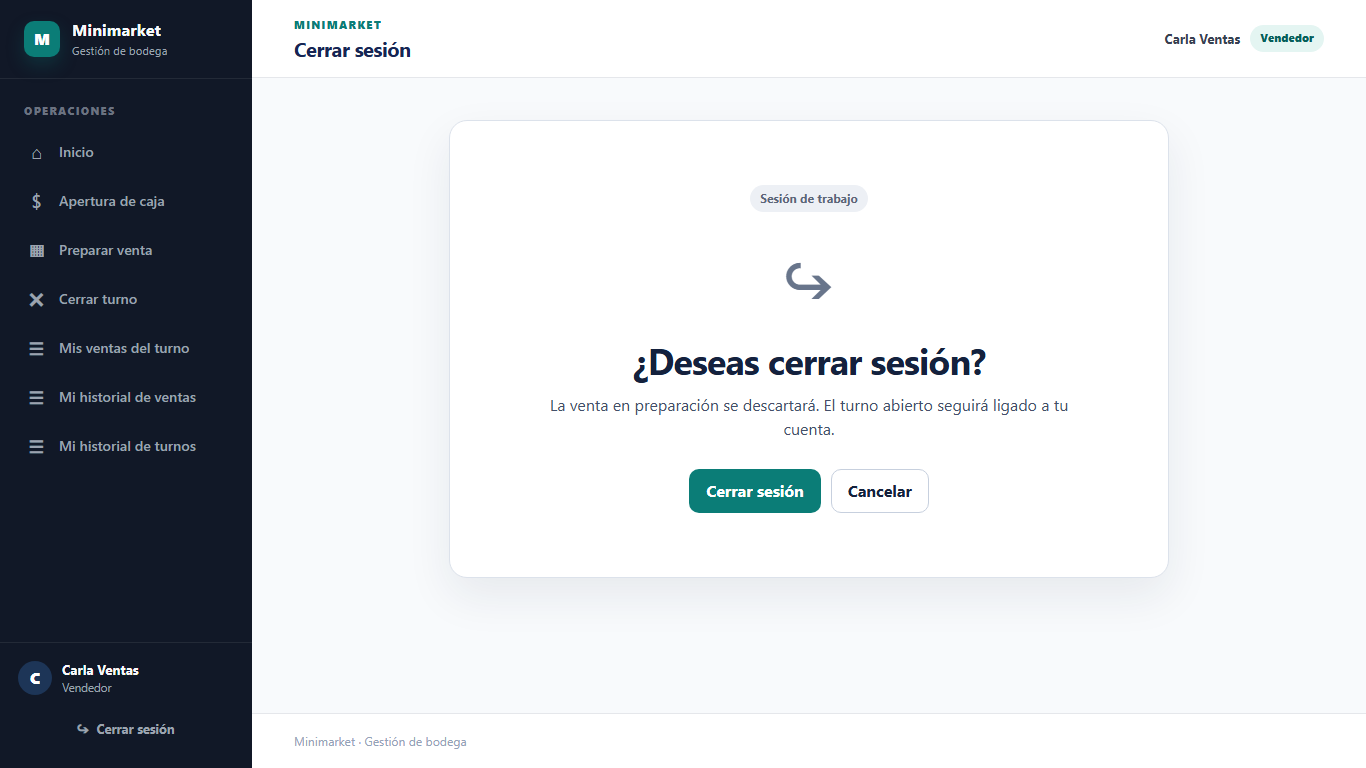 M
Minimarket
Gestión de bodega
OPERACIONES
Inicio
$ Apertura de caja
Preparar venta
Cerrar turno
Mis ventas del turno
Mi historial de ventas
Mi historial de turnos
C
Carla Ventas
Vendedor
Cerrar sesión
MINIMARKET
Cerrar sesión
Carla Ventas
Vendedor
Sesión de trabajo
¿Deseas cerrar sesión?
La venta en preparación se descartará. El turno abierto seguirá ligado a tu
cuenta.
Cerrar sesión
Cancelar
Minimarket · Gestión de bodega